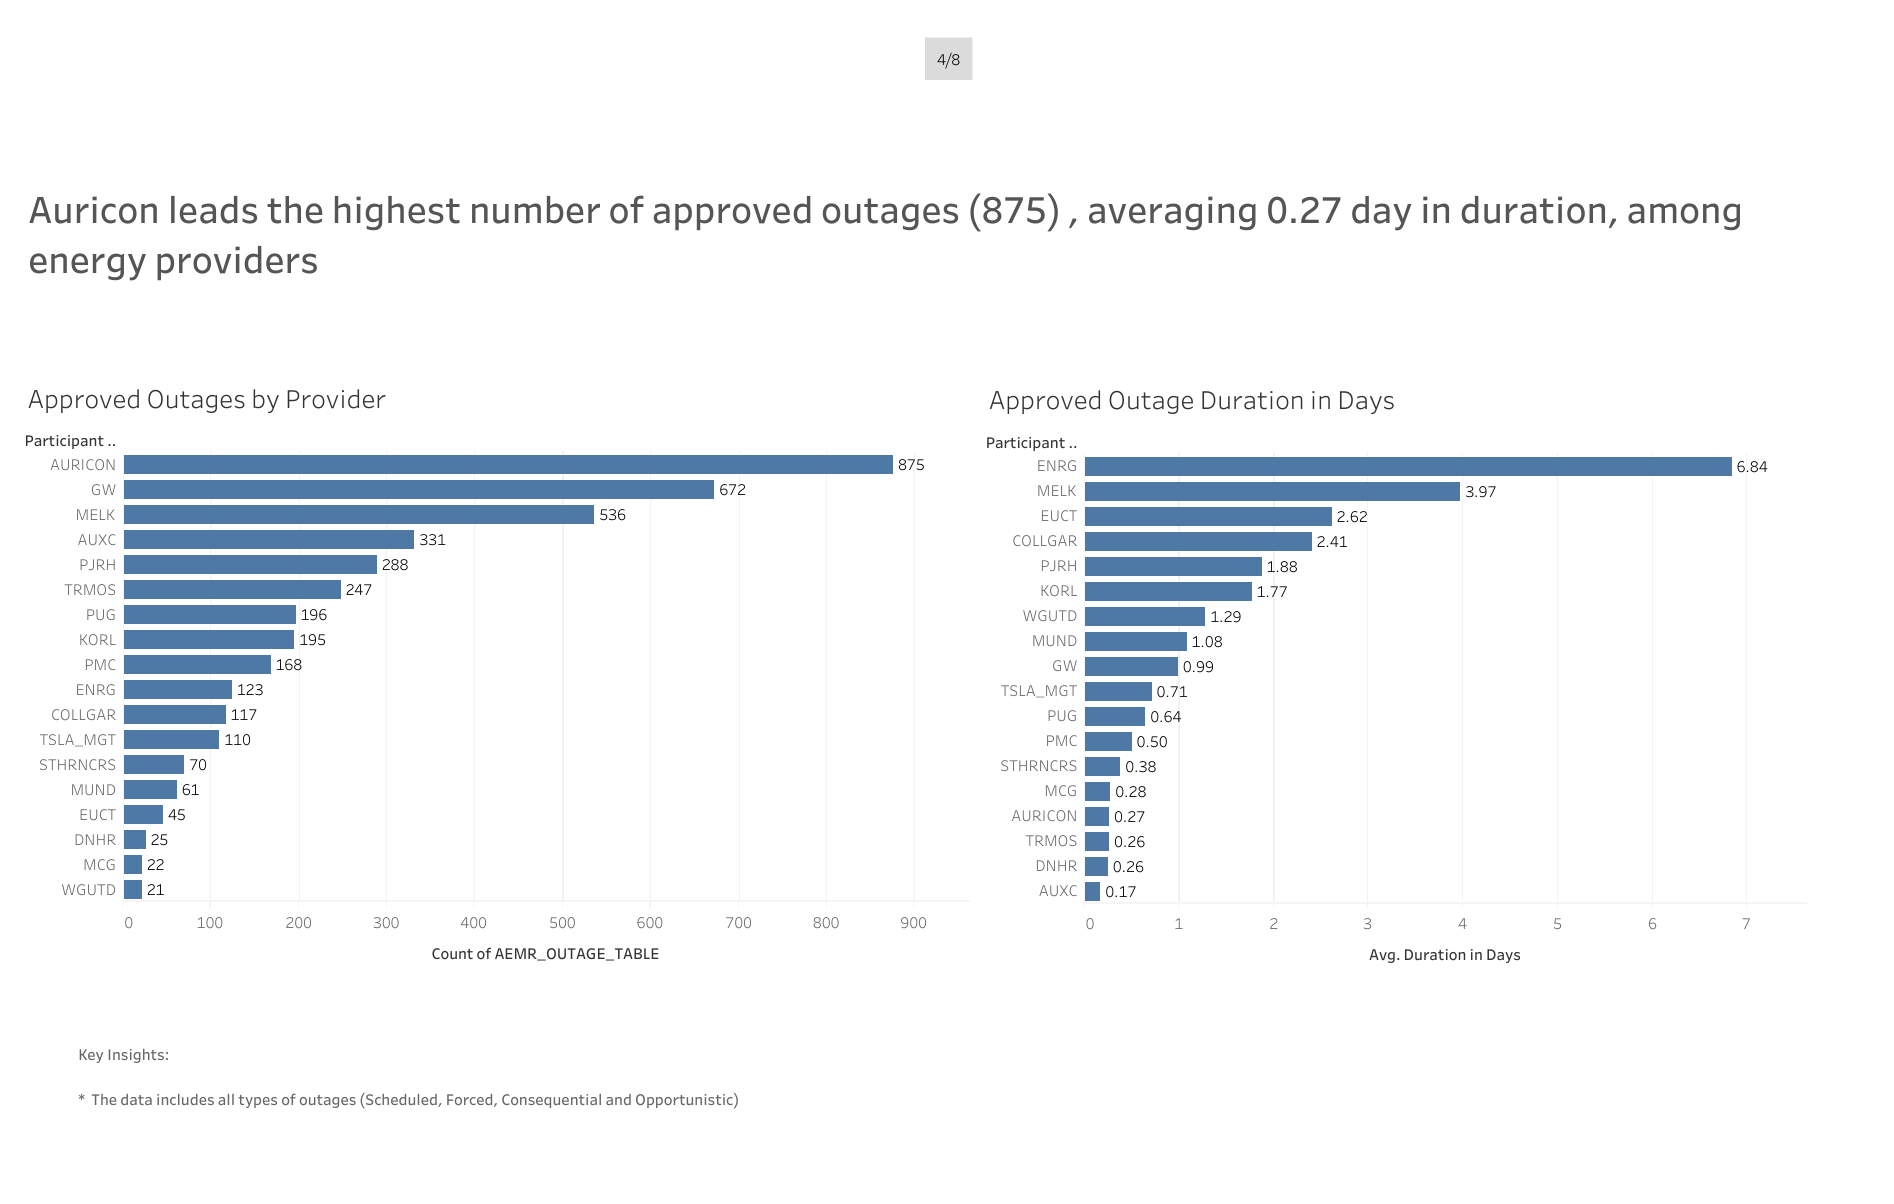 4/8
Auricon leads the highest number of approved outages (875) , averaging 0.27 day in duration, among
energy providers
Approved Outages by Provider
Participant ..
AURICON 875
GW 672
MELK 536
AUXC 331
PJRH 288
TRMOS 247
PUG 196
KORL 195
PMC 168
ENRG 123
COLLGAR 117
TSLA_MGT 110
STHRNCRS 70
MUND 61
EUCT 45
DNHR 25
MCG 22
WGUTD 21
0 100 200 300 400 500 600 700 800 900
Count of AEMR_OUTAGE_TABLE
Approved Outage Duration in Days
Participant ..
ENRG 6.84
MELK 3.97
EUCT 2.62
COLLGAR 2.41
PJRH 1.88
KORL 1.77
WGUTD 1.29
MUND 1.08
GW 0.99
TSLA_MGT 0.71
PUG 0.64
PMC 0.50
STHRNCRS 0.38
MCG 0.28
AURICON 0.27
TRMOS 0.26
DNHR 0.26
AUXC 0.17
0 1 2 3 4 5 6 7
Avg. Duration in Days
Key Insights:
* The data includes all types of outages (Scheduled, Forced, Consequential and Opportunistic)